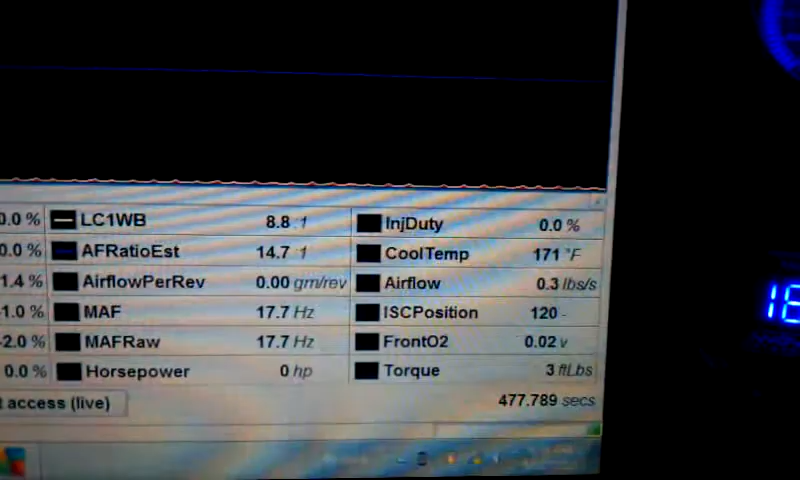 0.0 % LC1WB 8.8 :1 InjDuty 0.0 %
0.0 % AFRatioEst 14.7 :1 CoolTemp 171 °F
1.4 % AirflowPerRev 0.00 gm/rev Airflow 0.3 lbs/s
-1.0 % MAF 17.7 Hz ISCPosition 120 -
-2.0 % MAFRaw 17.7 Hz FrontO2 0.02 v
0.0 % Horsepower 0 hp Torque 3 ftLbs
t access (live) 477.789 secs